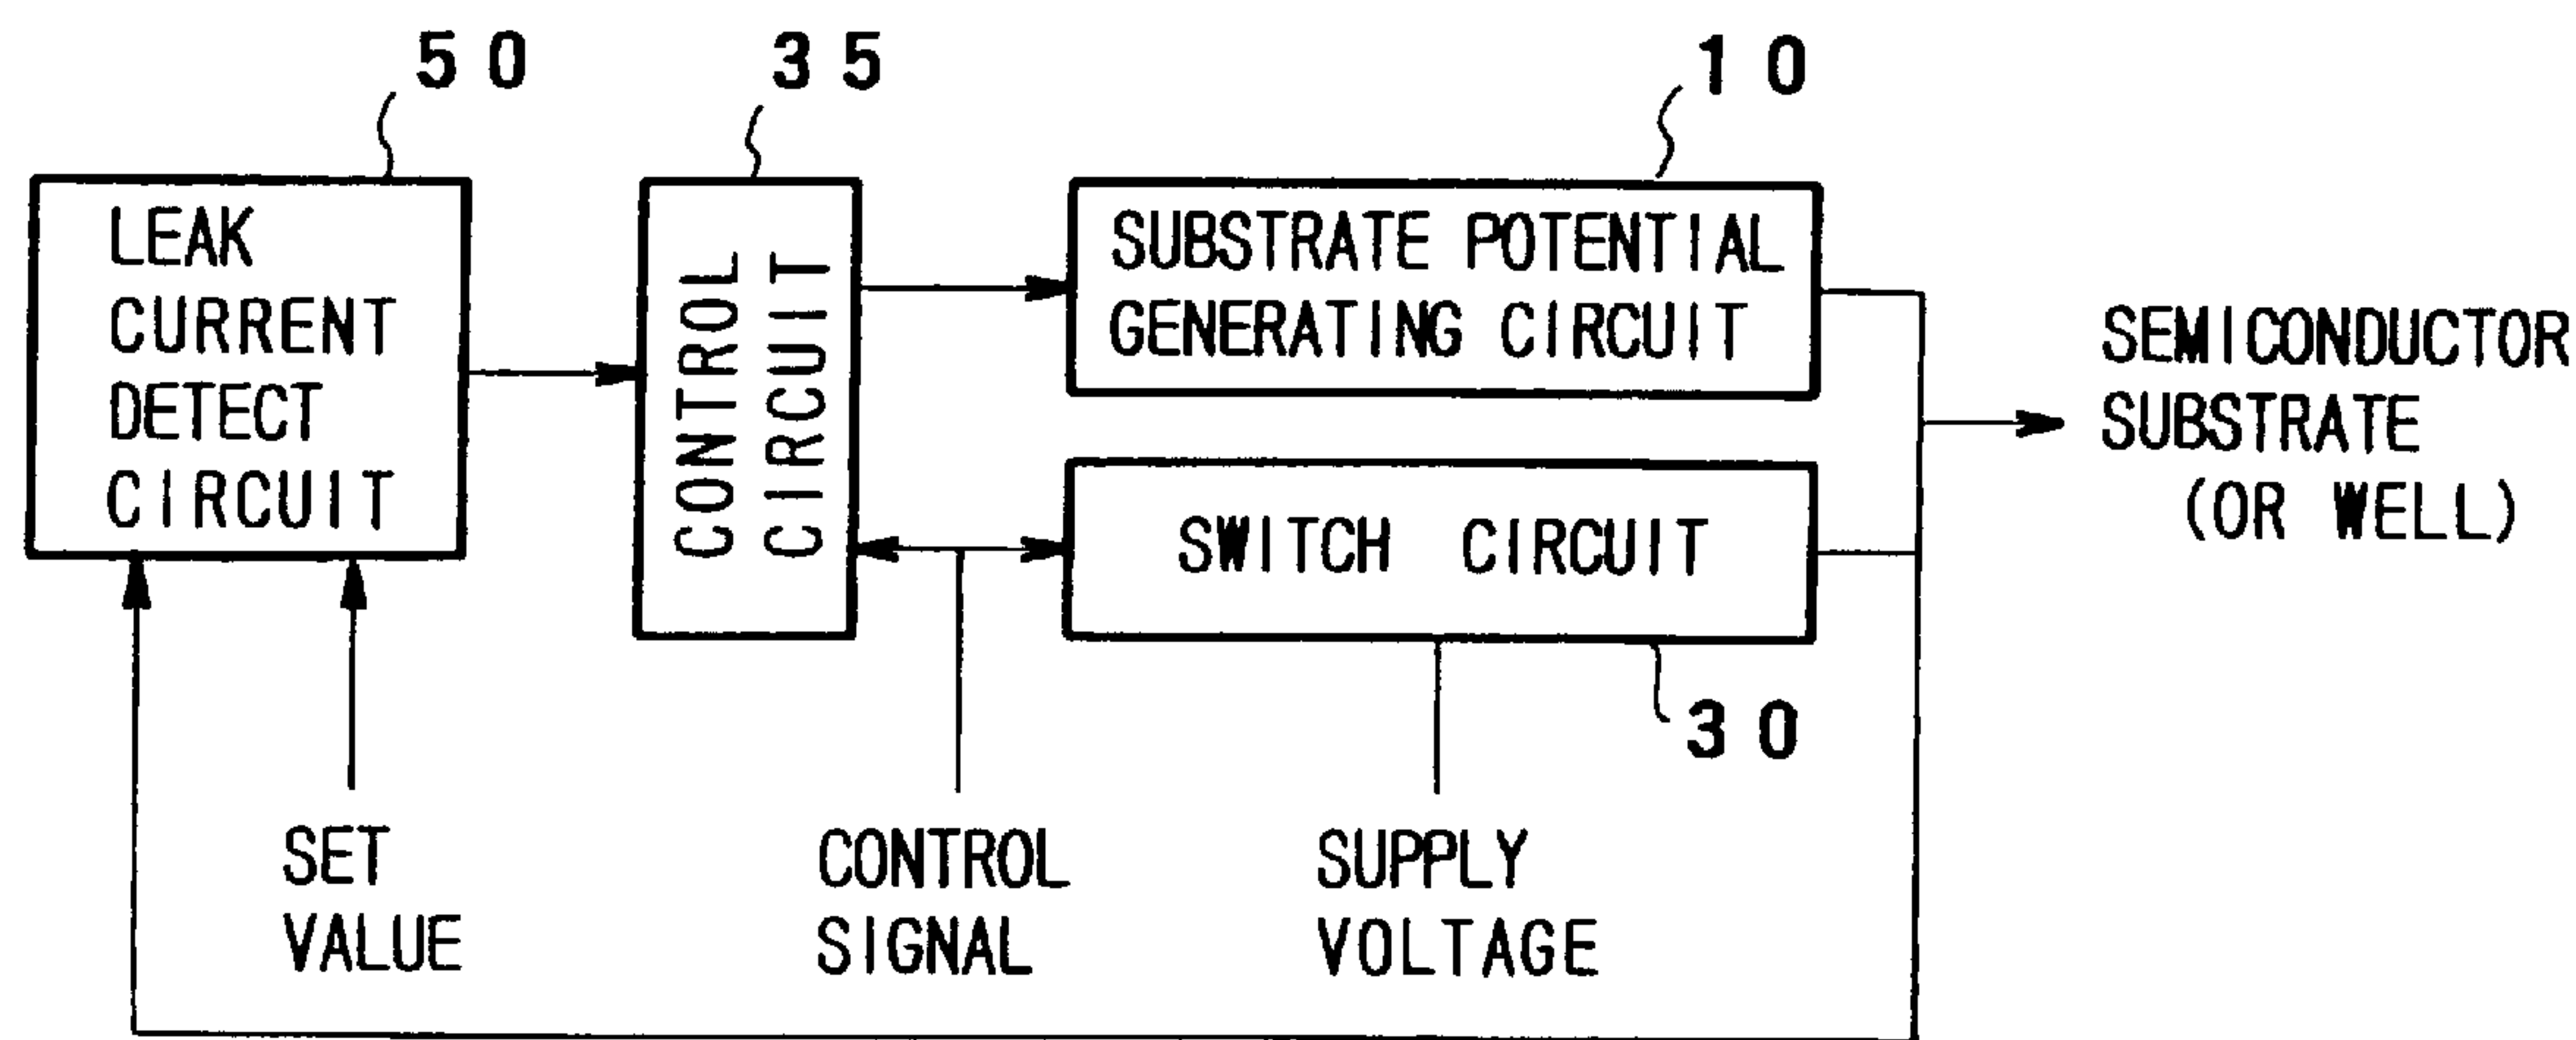 50
35
10
LEAK
CURRENT
DETECT
CIRCUIT
CONTROL
CIRCUIT
SUBSTRATE POTENTIAL
GENERATING CIRCUIT
SWITCH CIRCUIT
30
SEMICONDUCTOR
SUBSTRATE
(OR WELL)
SET
VALUE
CONTROL
SIGNAL
SUPPLY
VOLTAGE